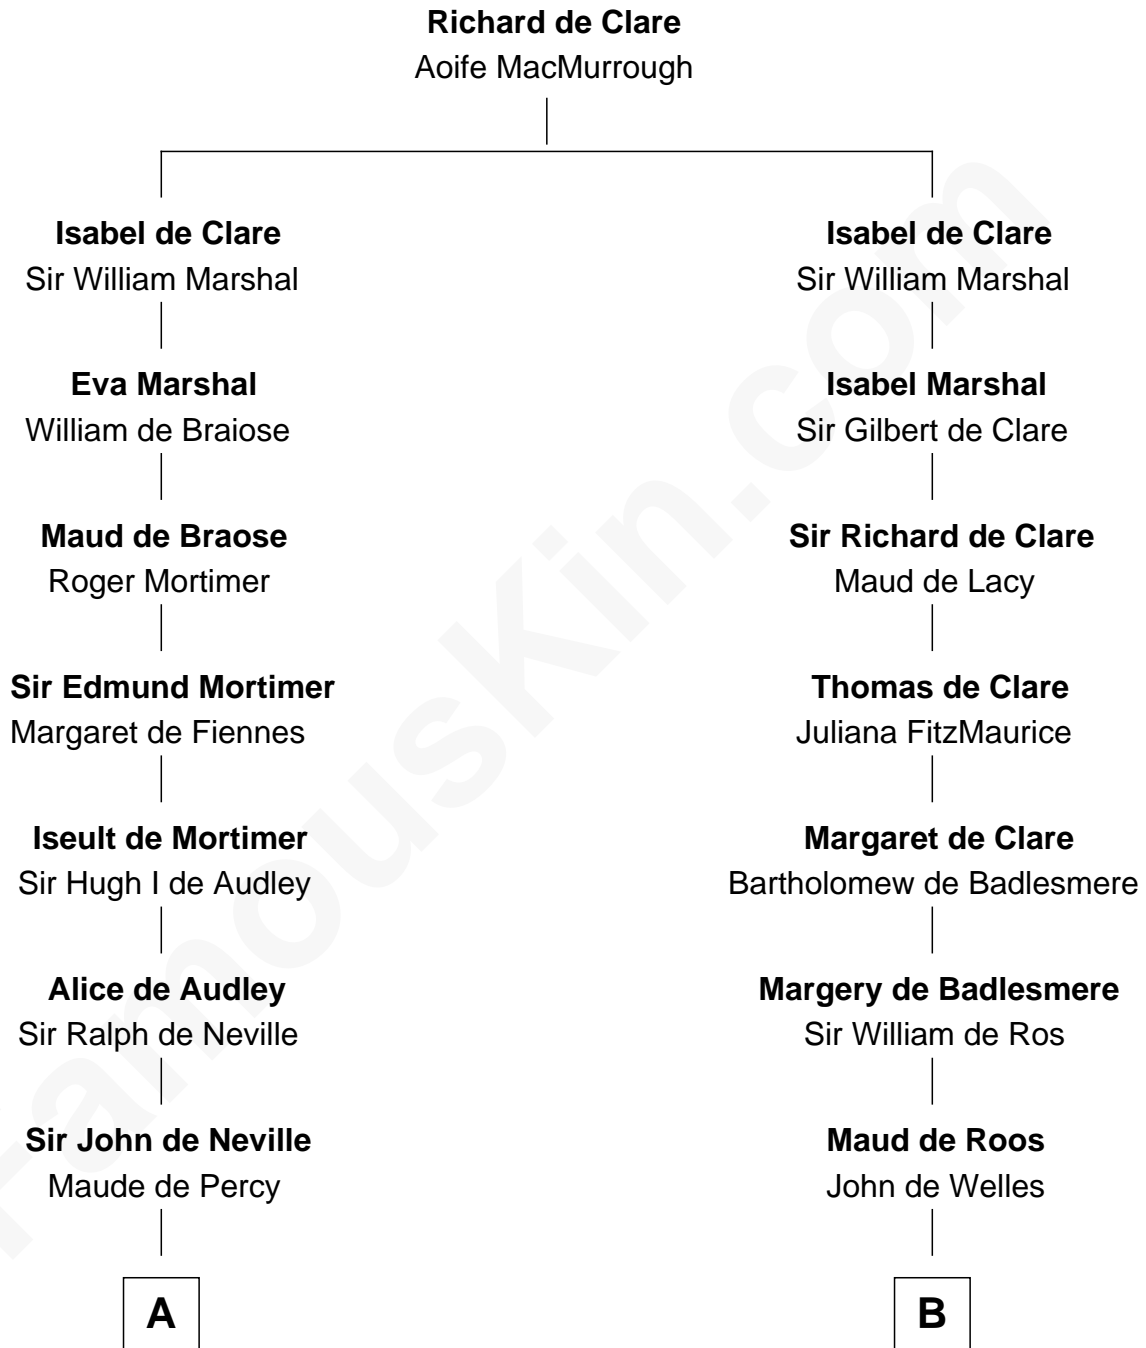 Richard de Clare
Aoife MacMurrough
Isabel de Clare
Sir William Marshal
Isabel de Clare
Sir William Marshal
Eva Marshal
William de Braiose
Isabel Marshal
Sir Gilbert de Clare
Maud de Braose
Roger Mortimer
Sir Richard de Clare
Maud de Lacy
Sir Edmund Mortimer
Margaret de Fiennes
Thomas de Clare
Juliana FitzMaurice
Iseult de Mortimer
Sir Hugh I de Audley
Margaret de Clare
Bartholomew de Badlesmere
Alice de Audley
Sir Ralph de Neville
Margery de Badlesmere
Sir William de Ros
Sir John de Neville
Maude de Percy
Maud de Roos
John de Welles
A
B
FamousKin.com